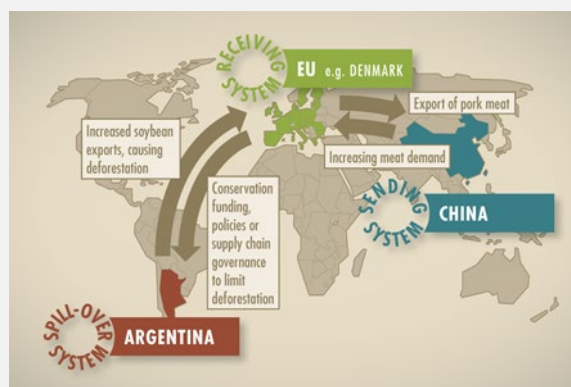 RECEIVING SYSTEM
EU e.g. DENMARK
Export of pork meat
Increased soybean
exports, causing
deforestation
Increasing meat demand
Conservation
funding,
policies or
supply chain
governance
to limit
deforestation
SENDING SYSTEM
CHINA
SPILL-OVER SYSTEM
ARGENTINA